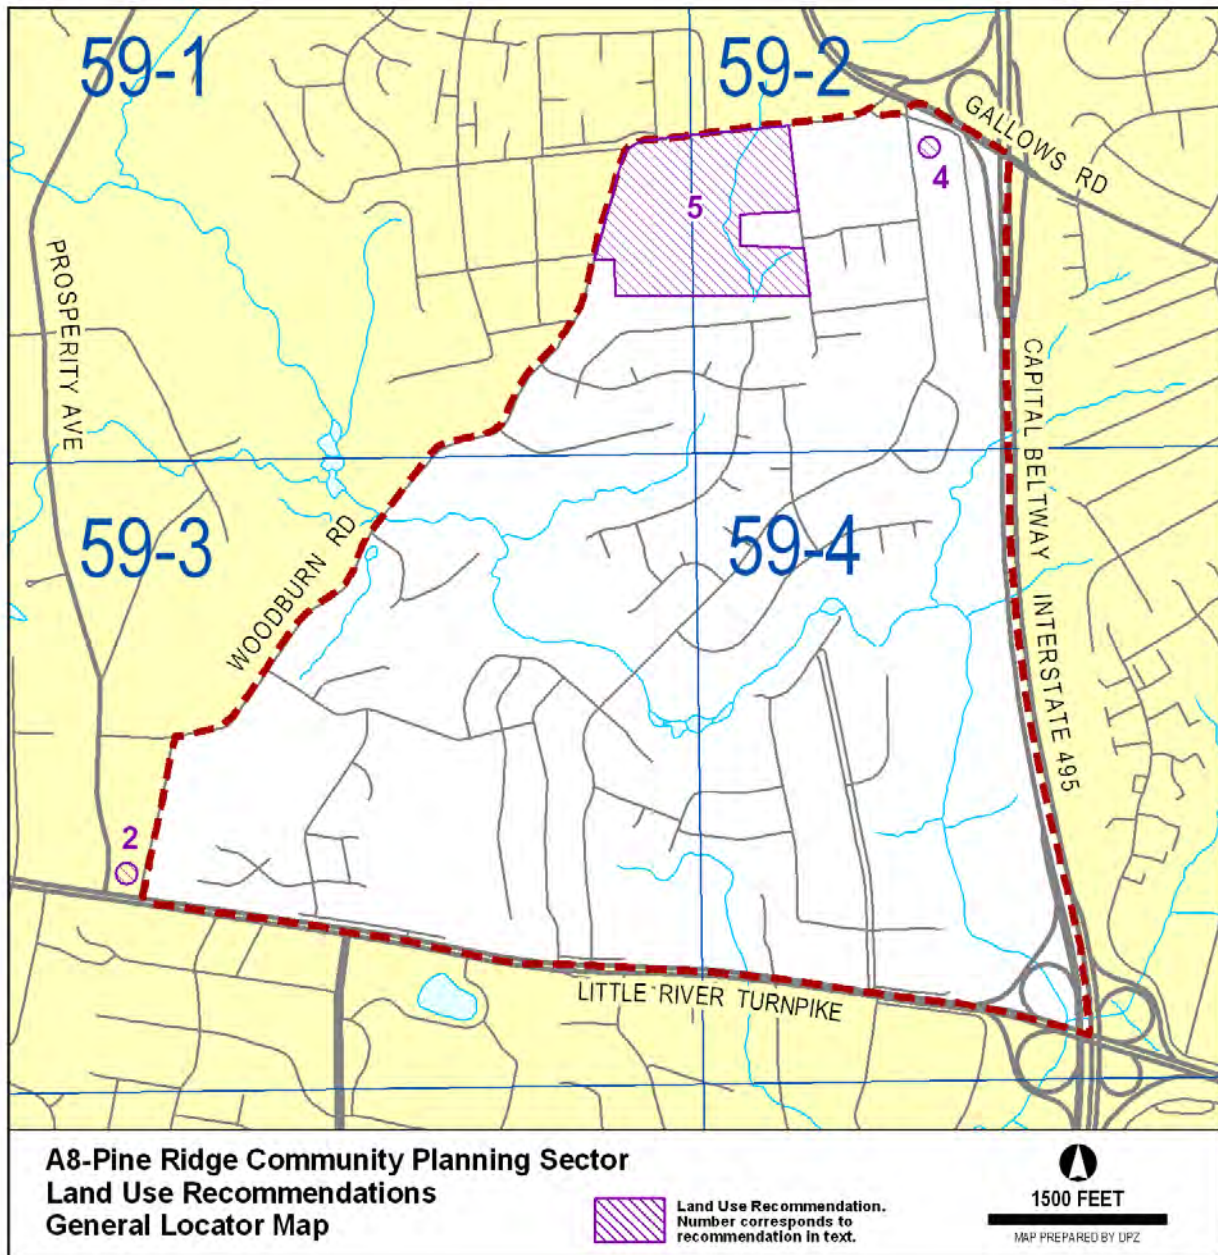 59-1
59-2
GALLOWS RD
4
5
PROSPERITY AVE
CAPITAL BELTWAY INTERSTATE 495
59-3
59-4
WOODBURN RD
2
LITTLE RIVER TURNPIKE
A8-Pine Ridge Community Planning Sector
Land Use Recommendations
General Locator Map
Land Use Recommendation.
Number corresponds to
recommendation in text.
1500 FEET
MAP PREPARED BY DPZ